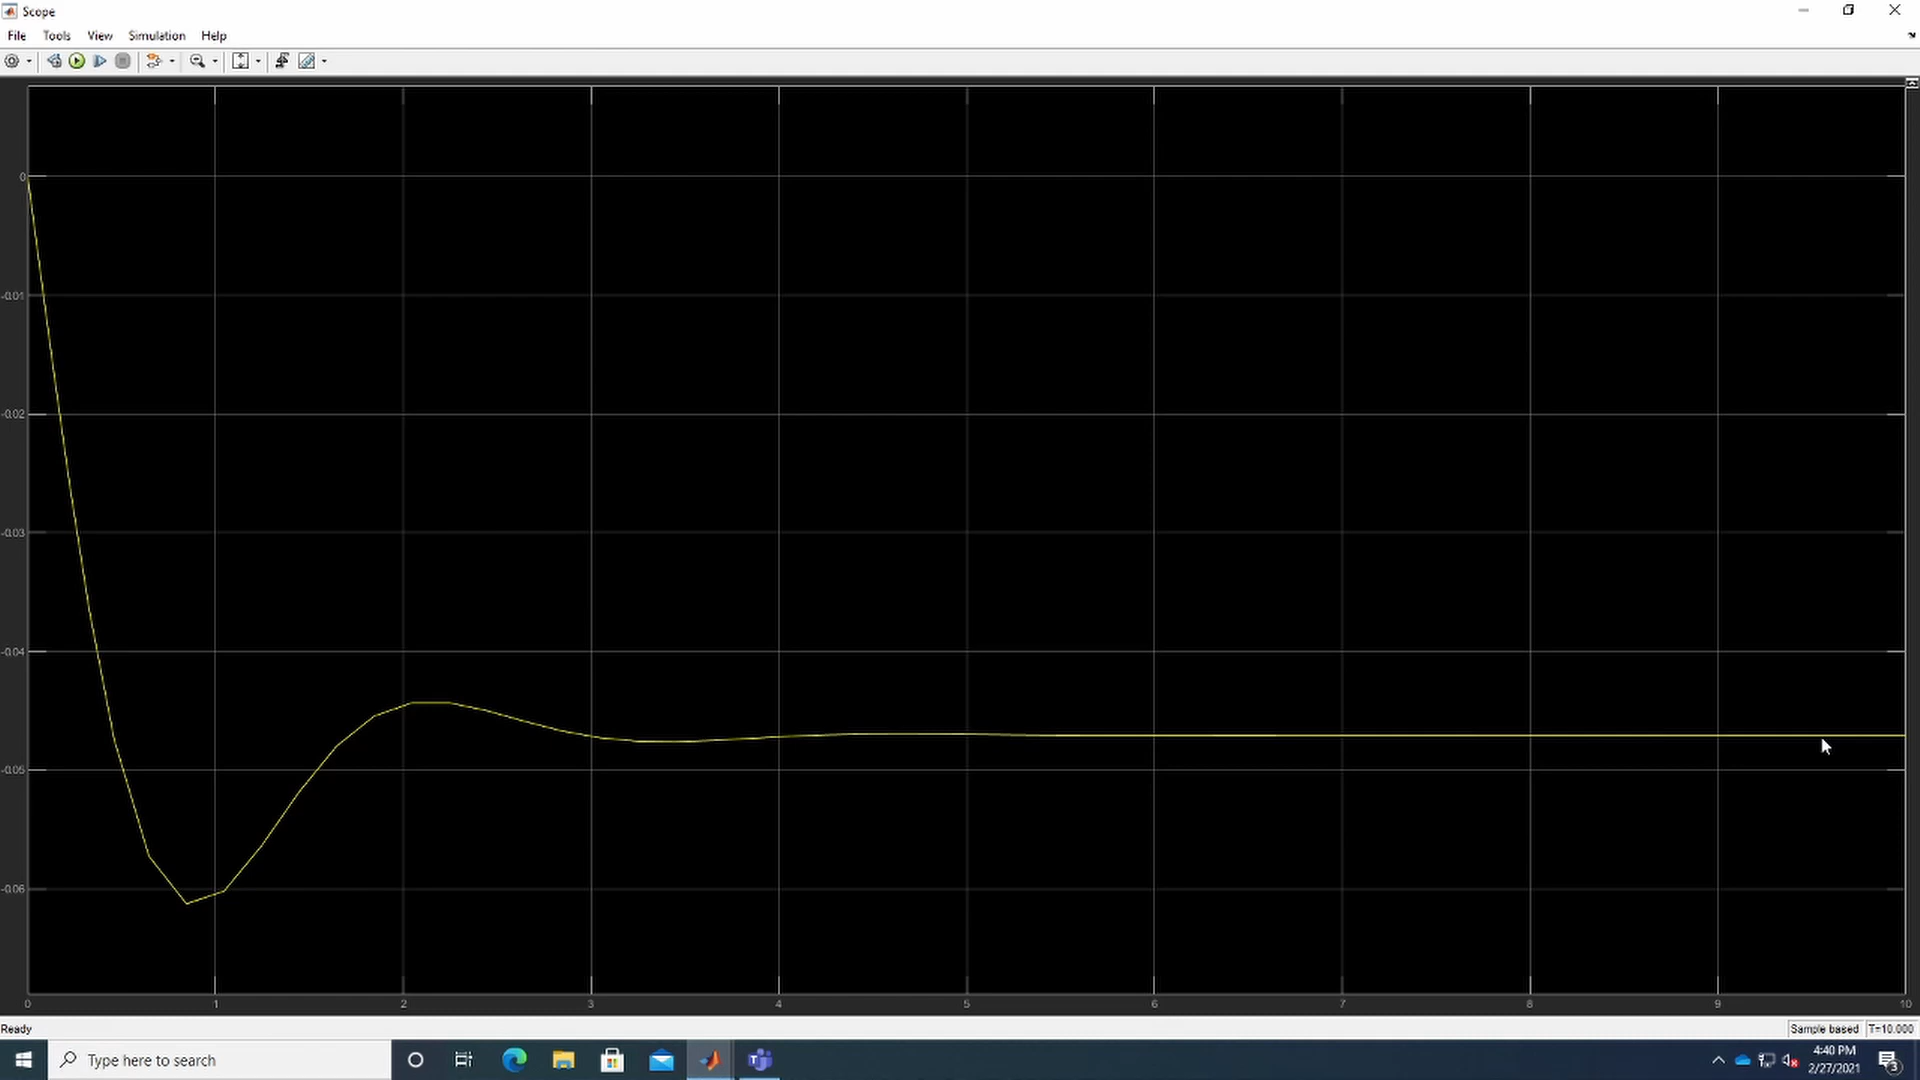 Scope
File Tools View Simulation Help
0
-0.01
-0.02
-0.03
-0.04
-0.05
-0.06
0 1 2 3 4 5 6 7 8 9 10
Ready
Sample based T=10.000
Type here to search
4:40 PM
2/27/2021
3